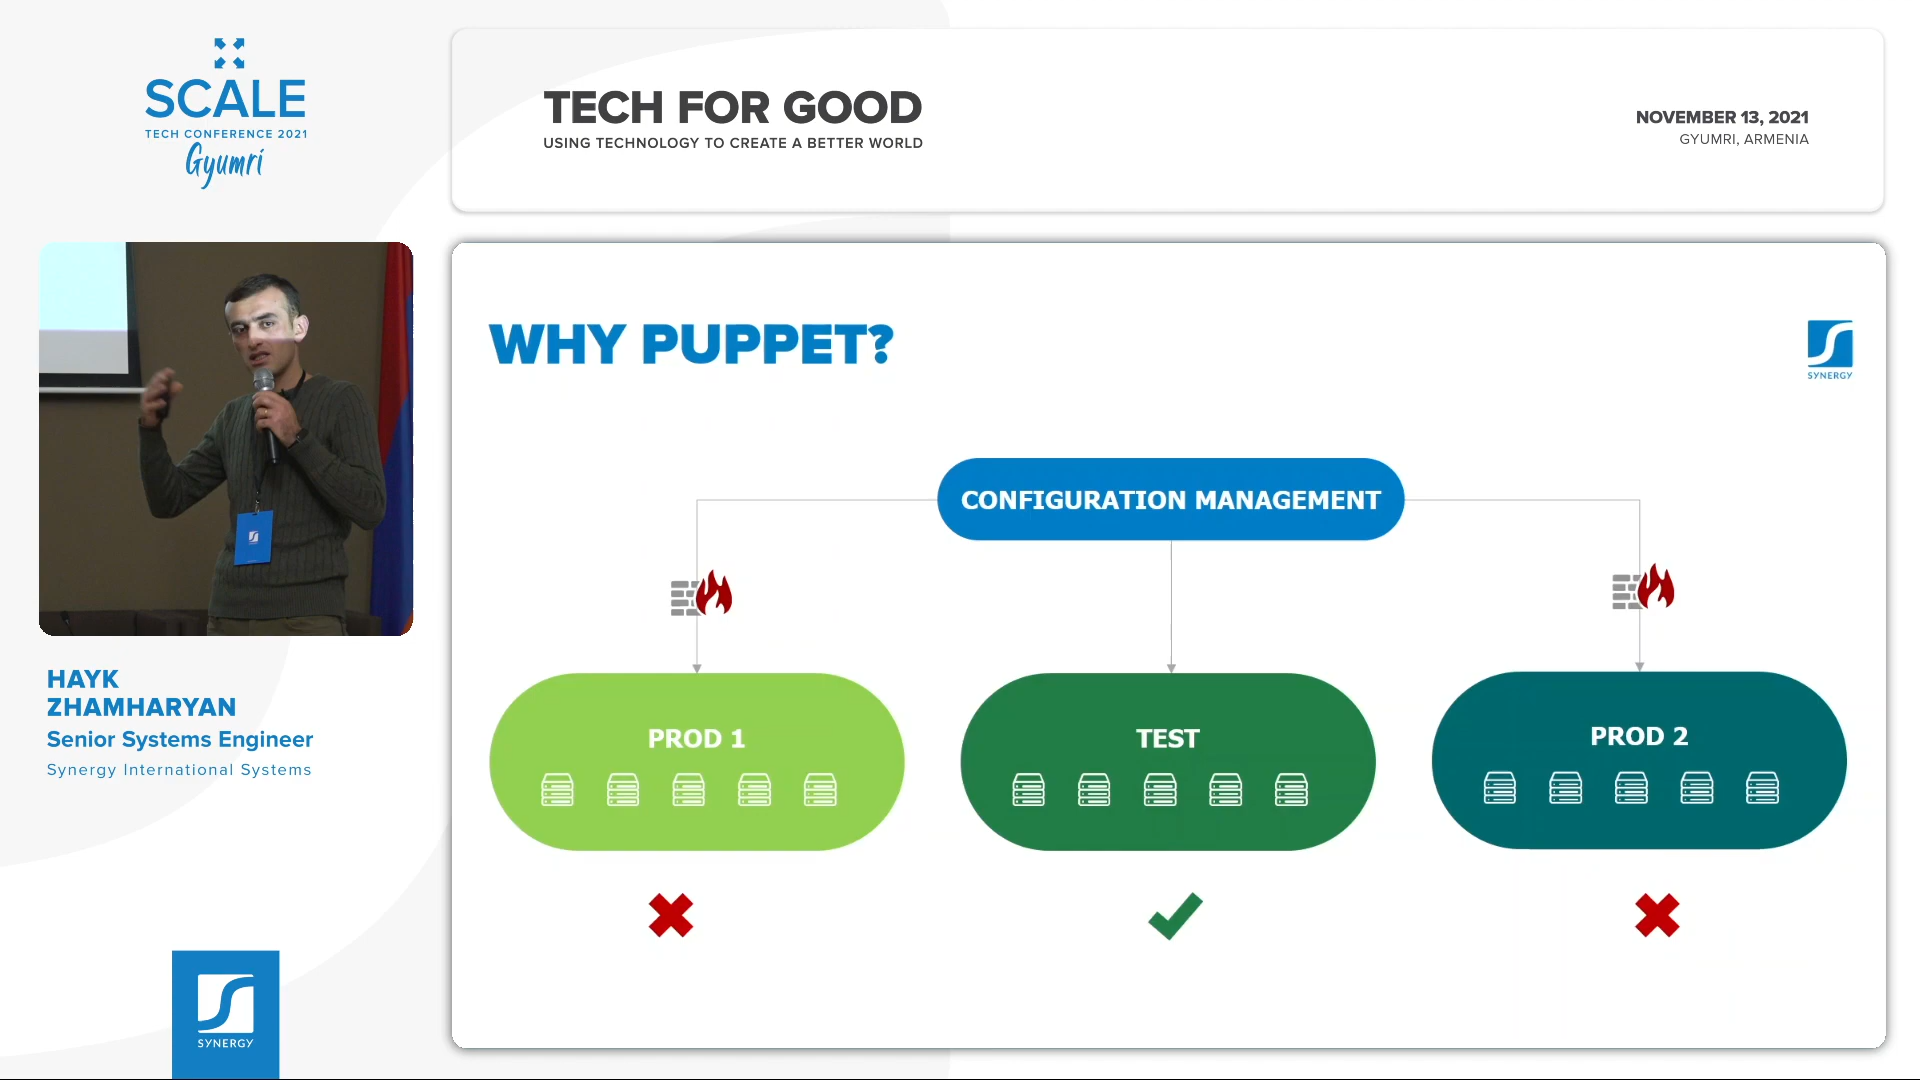 SCALE
TECH CONFERENCE 2021
Gyumri
TECH FOR GOOD
USING TECHNOLOGY TO CREATE A BETTER WORLD
NOVEMBER 13, 2021
GYUMRI, ARMENIA
HAYK
ZHAMHARYAN
Senior Systems Engineer
Synergy International Systems
SYNERGY
WHY PUPPET?
SYNERGY
CONFIGURATION MANAGEMENT
PROD 1
TEST
PROD 2